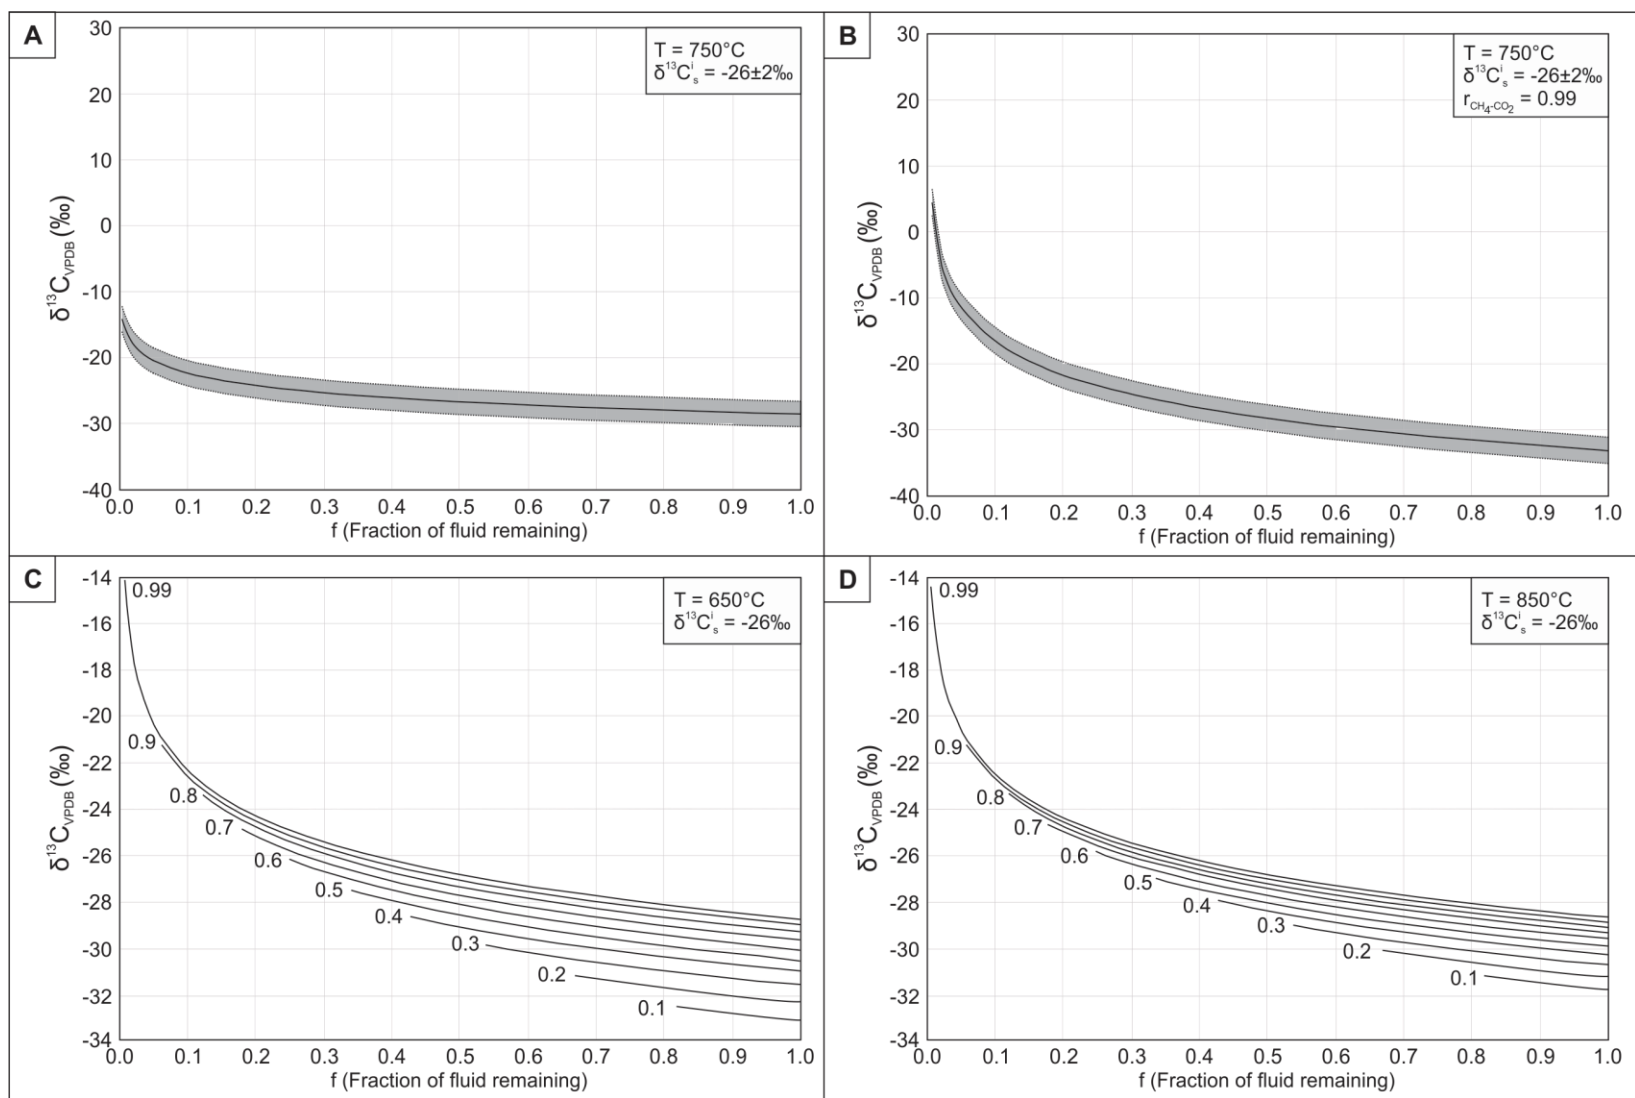 A
T = 750°C
δ¹³Cⁱₛ = -26±2‰
30
20
10
0
-10
-20
-30
-40
δ¹³C_VPDB (‰)
0.0 0.1 0.2 0.3 0.4 0.5 0.6 0.7 0.8 0.9 1.0
f (Fraction of fluid remaining)
B
T = 750°C
δ¹³Cⁱₛ = -26±2‰
r_CH₄-CO₂ = 0.99
30
20
10
0
-10
-20
-30
-40
δ¹³C_VPDB (‰)
0.0 0.1 0.2 0.3 0.4 0.5 0.6 0.7 0.8 0.9 1.0
f (Fraction of fluid remaining)
C
T = 650°C
δ¹³Cⁱₛ = -26‰
-14
-16
-18
-20
-22
-24
-26
-28
-30
-32
-34
δ¹³C_VPDB (‰)
0.99
0.9
0.8
0.7
0.6
0.5
0.4
0.3
0.2
0.1
0.0 0.1 0.2 0.3 0.4 0.5 0.6 0.7 0.8 0.9 1.0
f (Fraction of fluid remaining)
D
T = 850°C
δ¹³Cⁱₛ = -26‰
-14
-16
-18
-20
-22
-24
-26
-28
-30
-32
-34
δ¹³C_VPDB (‰)
0.99
0.9
0.8
0.7
0.6
0.5
0.4
0.3
0.2
0.1
0.0 0.1 0.2 0.3 0.4 0.5 0.6 0.7 0.8 0.9 1.0
f (Fraction of fluid remaining)